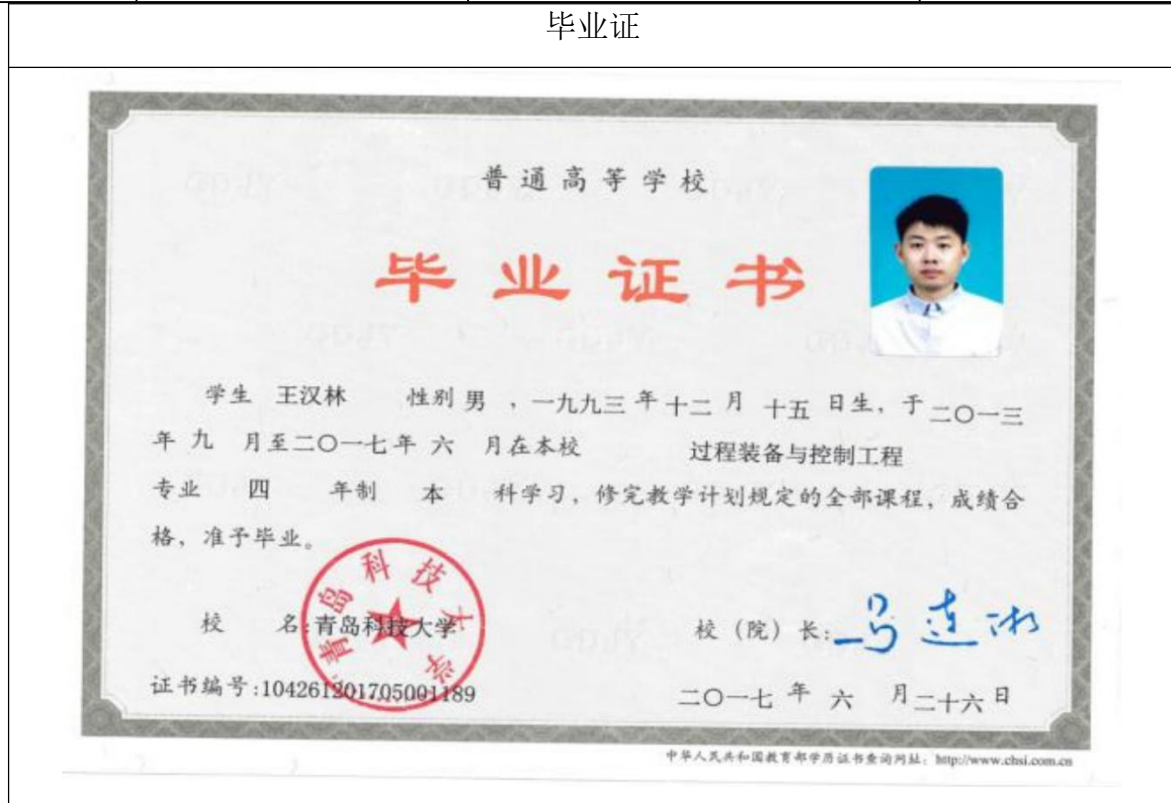 毕业证
普通高等学校
毕业证书
学生 王汉林 性别 男 ，一九九三 年 十二 月 十五 日生，于 二〇一三
年 九 月至二〇一七年 六 月在本校 过程装备与控制工程
专业 四 年制 本 科学习，修完教学计划规定的全部课程，成绩合
格，准予毕业。
青岛科技大学
校 名:青岛科技大学
校（院）长:马连湘
证书编号:104261201705001189
二〇一七 年 六 月二十六日
中华人民共和国教育部学历证书查询网址：http://www.chsi.com.cn